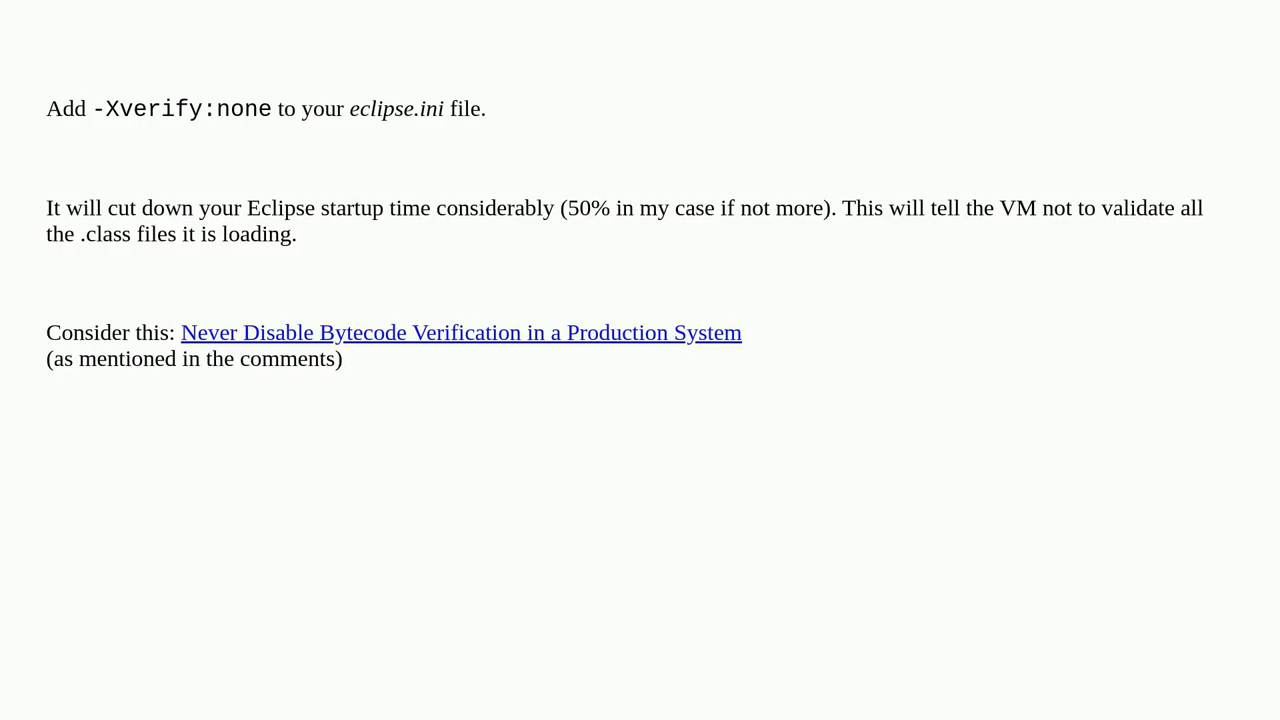 Add -Xverify:none to your eclipse.ini file.
It will cut down your Eclipse startup time considerably (50% in my case if not more). This will tell the VM not to validate all
the .class files it is loading.
Consider this: Never Disable Bytecode Verification in a Production System
(as mentioned in the comments)